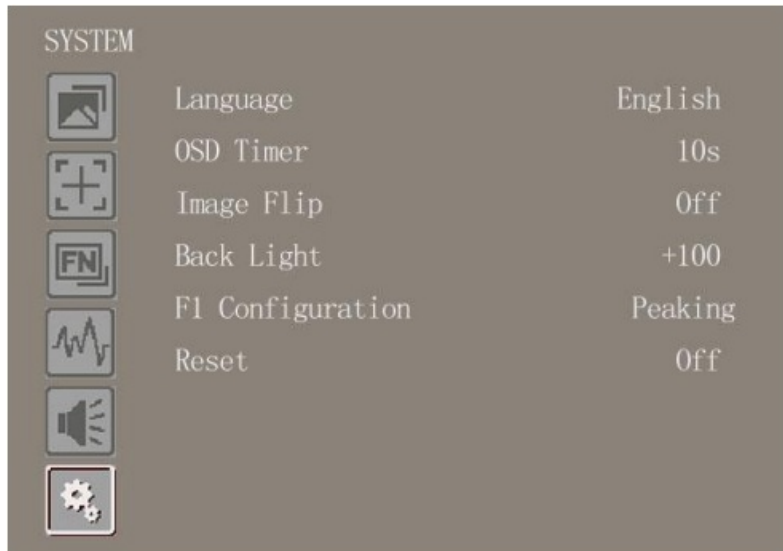 SYSTEM
Language English
OSD Timer 10s
Image Flip Off
FN
Back Light +100
F1 Configuration Peaking
Reset Off